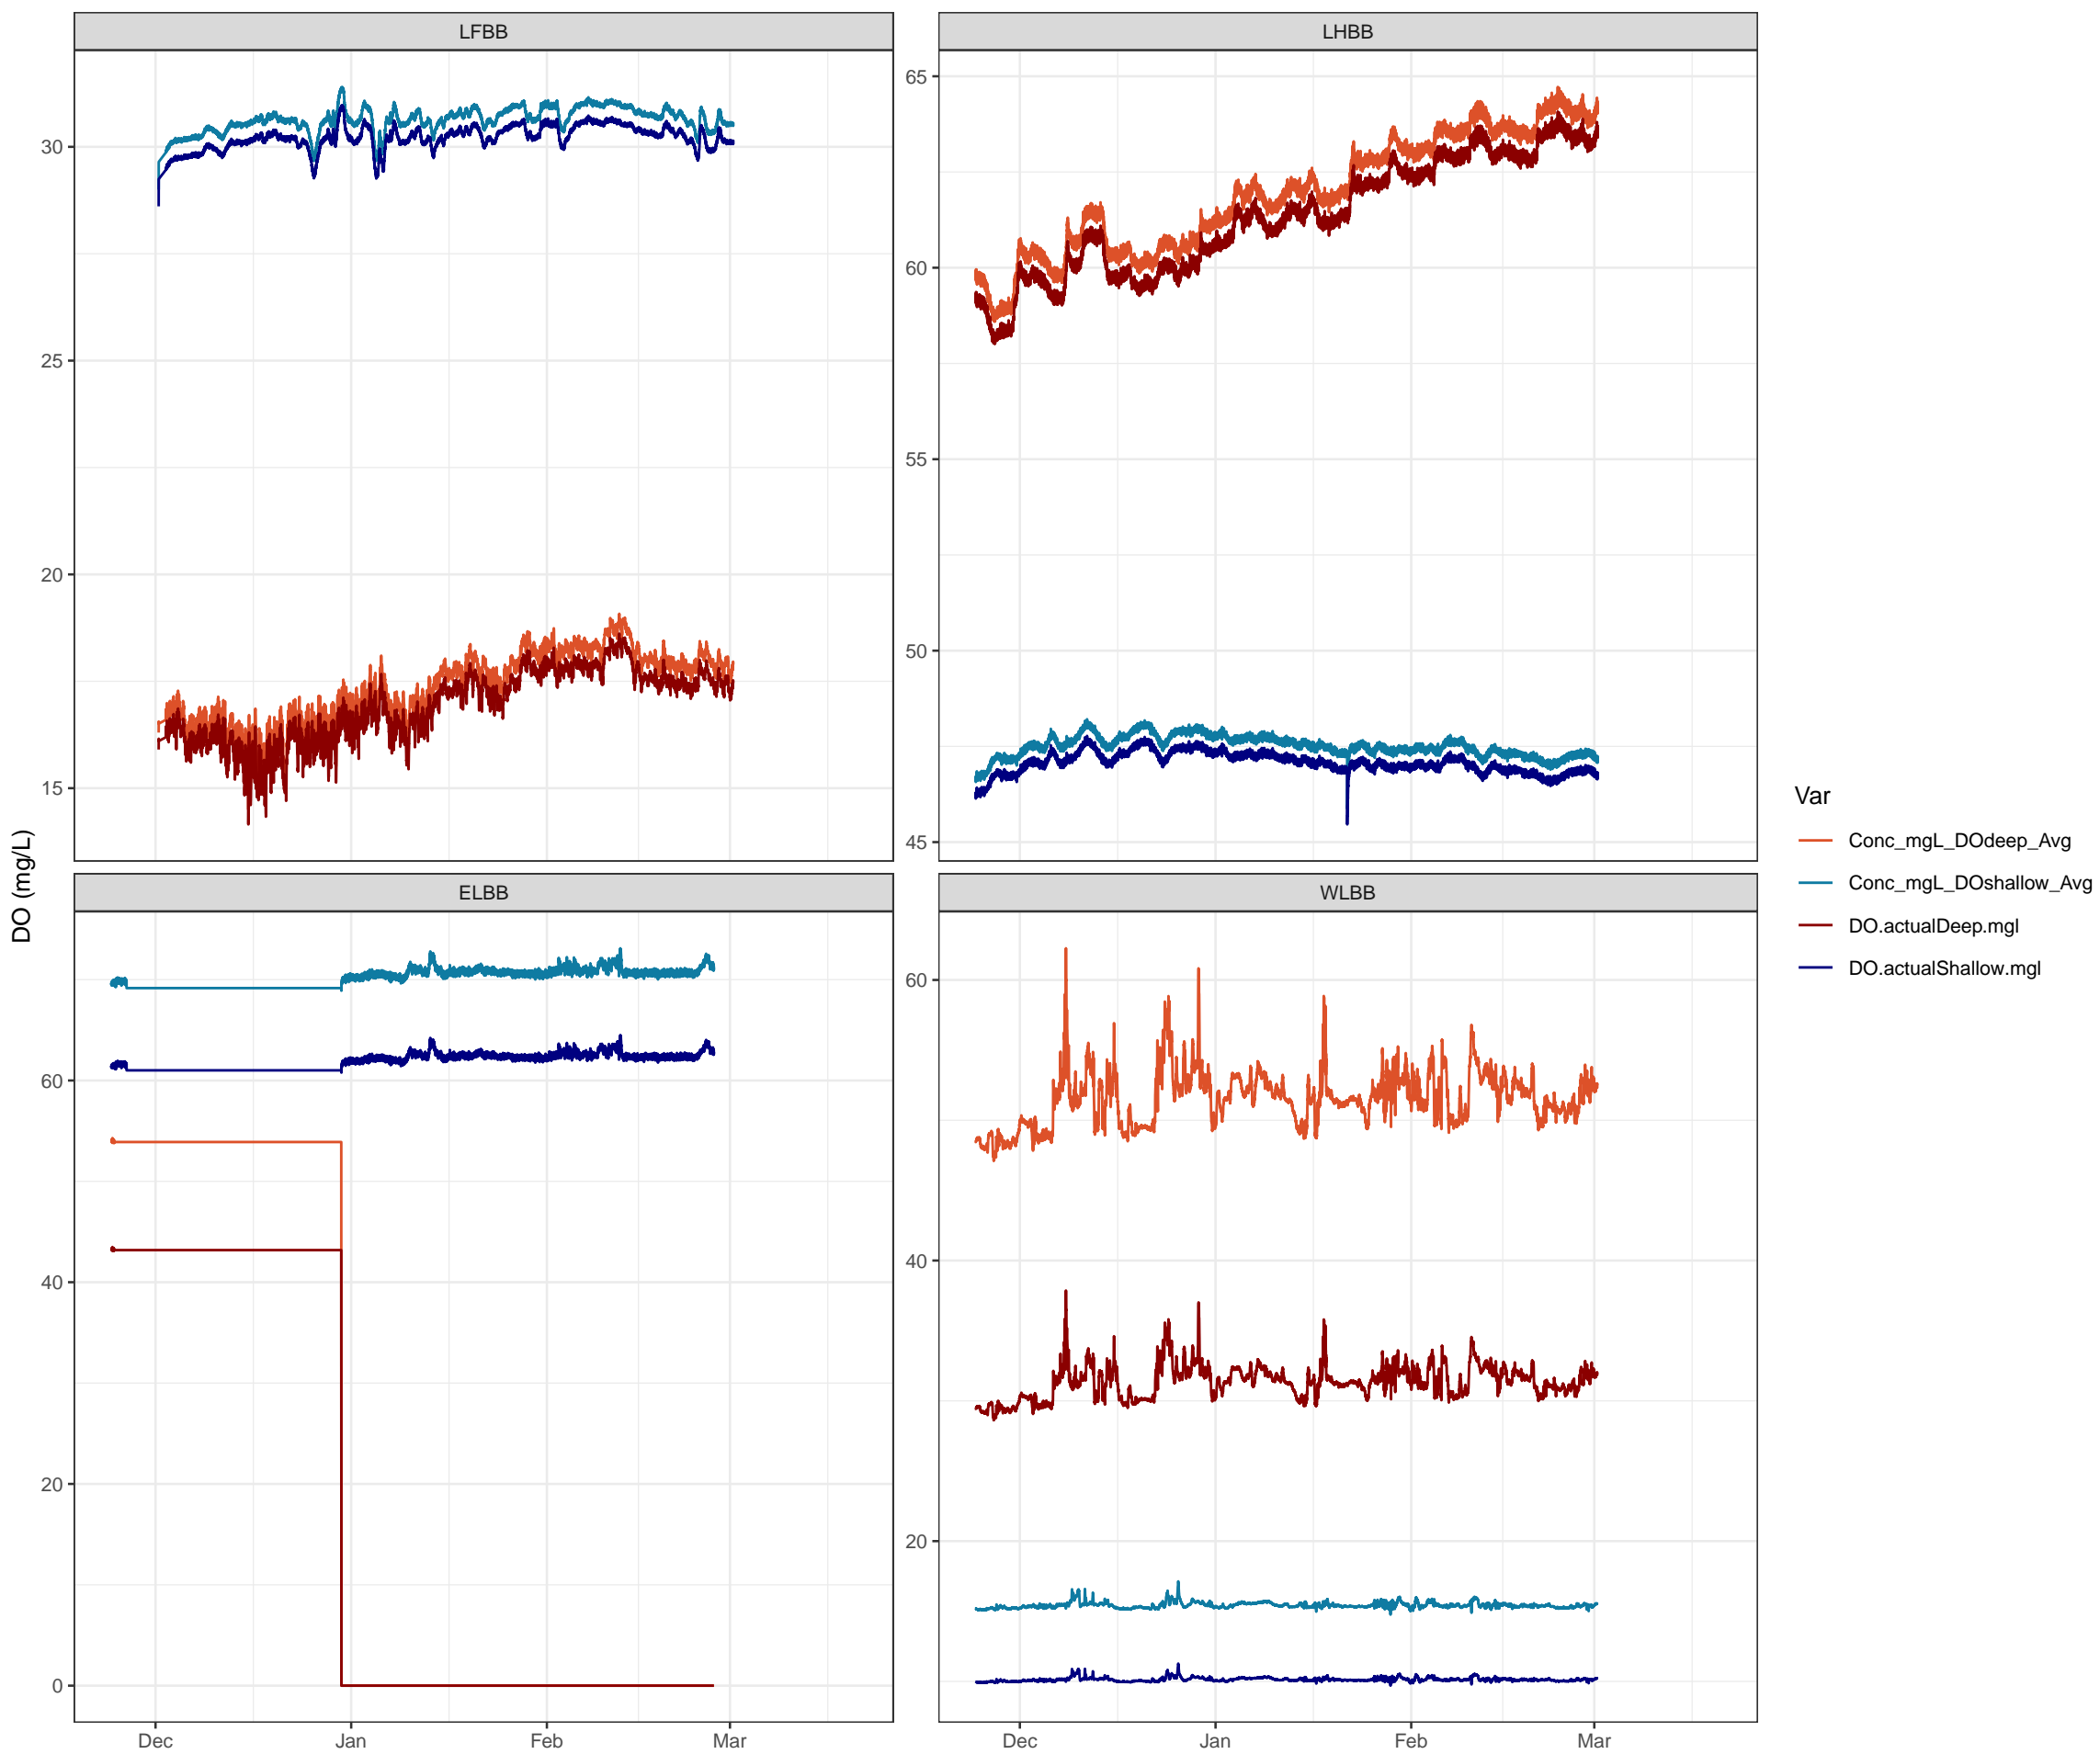 LFBB
LHBB
30
25
20
15
65
60
55
50
45
DO (mg/L)
ELBB
WLBB
60
40
20
0
60
40
20
Dec
Jan
Feb
Mar
Dec
Jan
Feb
Mar
Var
Conc_mgL_DOdeep_Avg
Conc_mgL_DOshallow_Avg
DO.actualDeep.mgl
DO.actualShallow.mgl